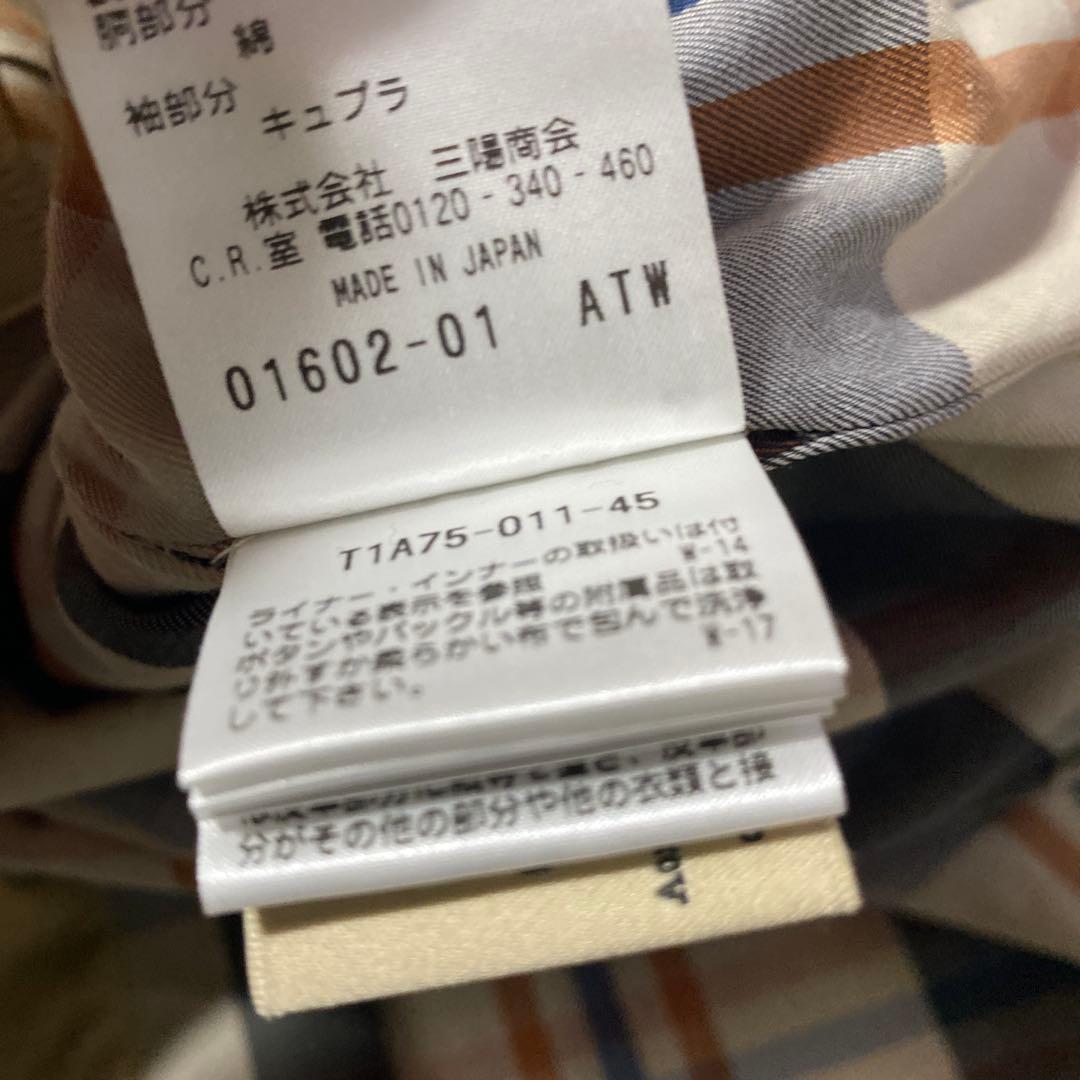 胴部分
綿
袖部分
キュプラ
株式会社 三陽商会
C.R.室 電話0120-340-460
MADE IN JAPAN
01602-01 ATW
T1A75-011-45
ライナー・インナーの取扱いは付
いている表示を参照 W-14
ボタンやバックル等の附属品は取
じ外すか柔らかい布で包んで洗浄
して下さい。 W-17
分がその他の部分や他の衣類と接